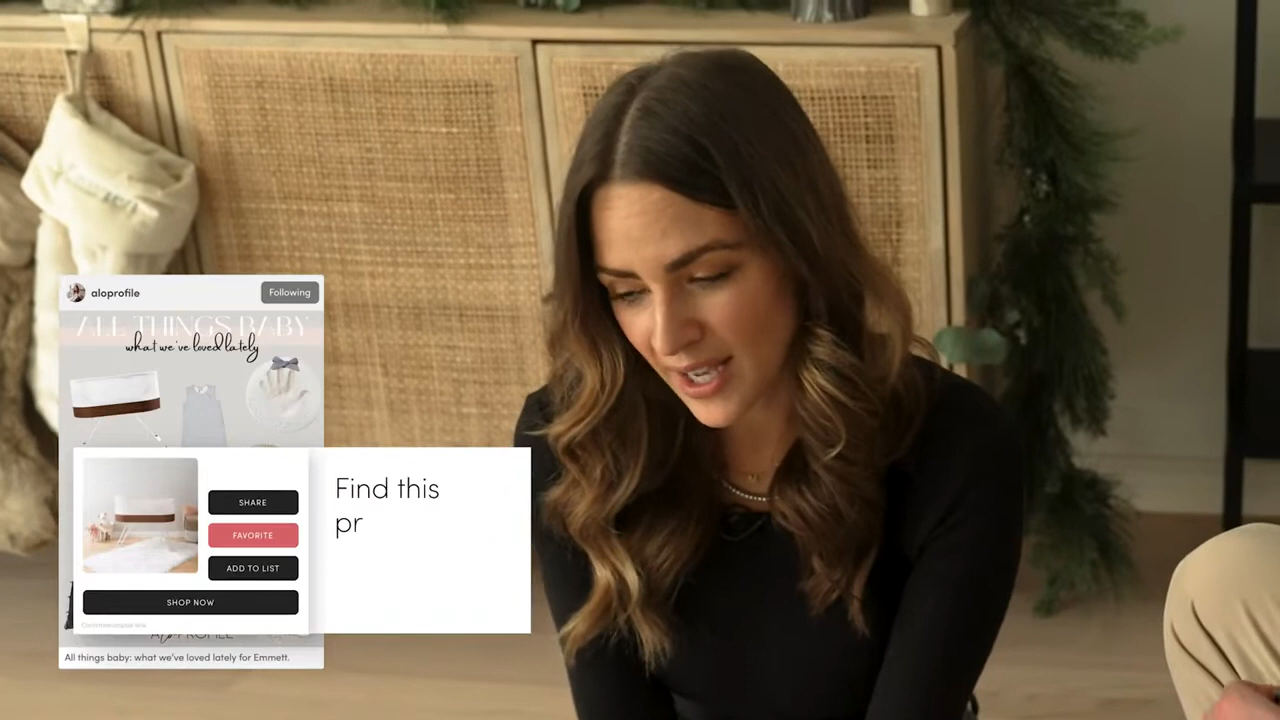 aloprofile
Following
ALL THINGS BABY
what we've loved lately
SHARE
FAVORITE
ADD TO LIST
SHOP NOW
PROFILE
All things baby: what we've loved lately for Emmett.
Find this
pr